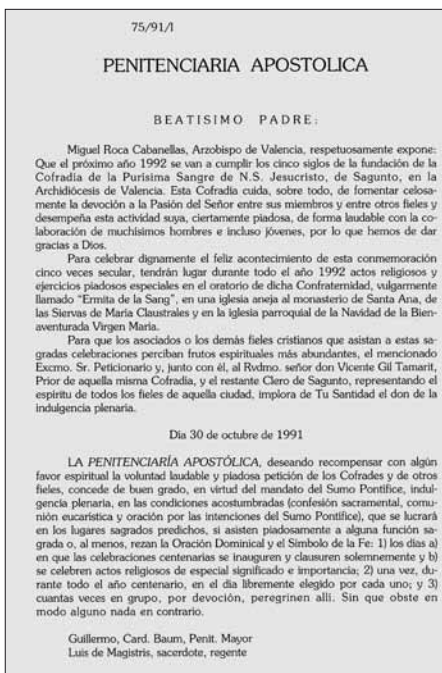 75/91/I
PENITENCIARIA APOSTOLICA
BEATISIMO PADRE:
Miguel Roca Cabanellas, Arzobispo de Valencia, respetuosamente expone:
Que el próximo año 1992 se van a cumplir los cinco siglos de la fundación de la
Cofradía de la Purísima Sangre de N.S. Jesucristo, de Sagunto, en la
Archidiócesis de Valencia. Esta Cofradía cuida, sobre todo, de fomentar celosa-
mente la devoción a la Pasión del Señor entre sus miembros y entre otros fieles y
desempeña esta actividad suya, ciertamente piadosa, de forma laudable con la co-
laboración de muchísimos hombres e incluso jóvenes, por lo que hemos de dar
gracias a Dios.
Para celebrar dignamente el feliz acontecimiento de esta conmemoración
cinco veces secular, tendrán lugar durante todo el año 1992 actos religiosos y
ejercicios piadosos especiales en el oratorio de dicha Confraternidad, vulgarmente
llamado "Ermita de la Sang", en una iglesia aneja al monasterio de Santa Ana, de
las Siervas de María Claustrales y en la iglesia parroquial de la Navidad de la Bien-
aventurada Virgen María.
Para que los asociados o los demás fieles cristianos que asistan a estas sa-
gradas celebraciones perciban frutos espirituales más abundantes, el mencionado
Excmo. Sr. Peticionario y, junto con él, al Rvdmo. señor don Vicente Gil Tamarit,
Prior de aquella misma Cofradía, y el restante Clero de Sagunto, representando el
espíritu de todos los fieles de aquella ciudad, implora de Tu Santidad el don de la
indulgencia plenaria.
Día 30 de octubre de 1991
LA PENITENCIARÍA APOSTÓLICA, deseando recompensar con algún
favor espiritual la voluntad laudable y piadosa petición de los Cofrades y de otros
fieles, concede de buen grado, en virtud del mandato del Sumo Pontífice, indul-
gencia plenaria, en las condiciones acostumbradas (confesión sacramental, comu-
nión eucarística y oración por las intenciones del Sumo Pontífice), que se lucrará
en los lugares sagrados predichos, si asisten piadosamente a alguna función sa-
grada o, al menos, rezan la Oración Dominical y el Símbolo de la Fe: 1) los días a)
en que las celebraciones centenarias se inauguren y clausuren solemnemente y b)
se celebren actos religiosos de especial significado e importancia; 2) una vez, du-
rante todo el año centenario, en el día libremente elegido por cada uno; y 3)
cuantas veces en grupo, por devoción, peregrinen allí. Sin que obste en
modo alguno nada en contrario.
Guillermo, Card. Baum, Penit. Mayor
Luis de Magistris, sacerdote, regente